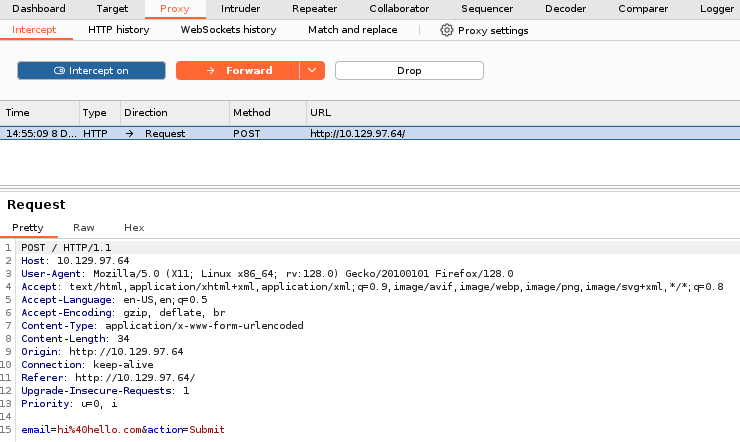 Dashboard Target Proxy Intruder Repeater Collaborator Sequencer Decoder Comparer Logger
Intercept HTTP history WebSockets history Match and replace Proxy settings
Intercept on → Forward Drop
Time Type Direction Method URL
14:55:09 8 D... HTTP → Request POST http://10.129.97.64/
Request
Pretty Raw Hex
1 POST / HTTP/1.1
2 Host: 10.129.97.64
3 User-Agent: Mozilla/5.0 (X11; Linux x86_64; rv:128.0) Gecko/20100101 Firefox/128.0
4 Accept: text/html,application/xhtml+xml,application/xml;q=0.9,image/avif,image/webp,image/png,image/svg+xml,*/*;q=0.8
5 Accept-Language: en-US,en;q=0.5
6 Accept-Encoding: gzip, deflate, br
7 Content-Type: application/x-www-form-urlencoded
8 Content-Length: 34
9 Origin: http://10.129.97.64
10 Connection: keep-alive
11 Referer: http://10.129.97.64/
12 Upgrade-Insecure-Requests: 1
13 Priority: u=0, i
14
15 email=hi%40hello.com&action=Submit